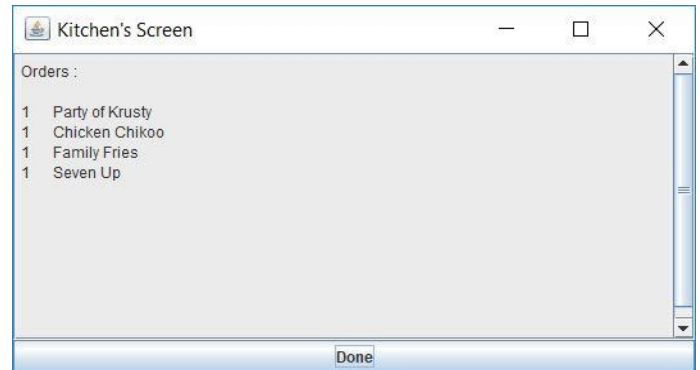 Kitchen's Screen
Orders :
1 Party of Krusty
1 Chicken Chikoo
1 Family Fries
1 Seven Up
Done